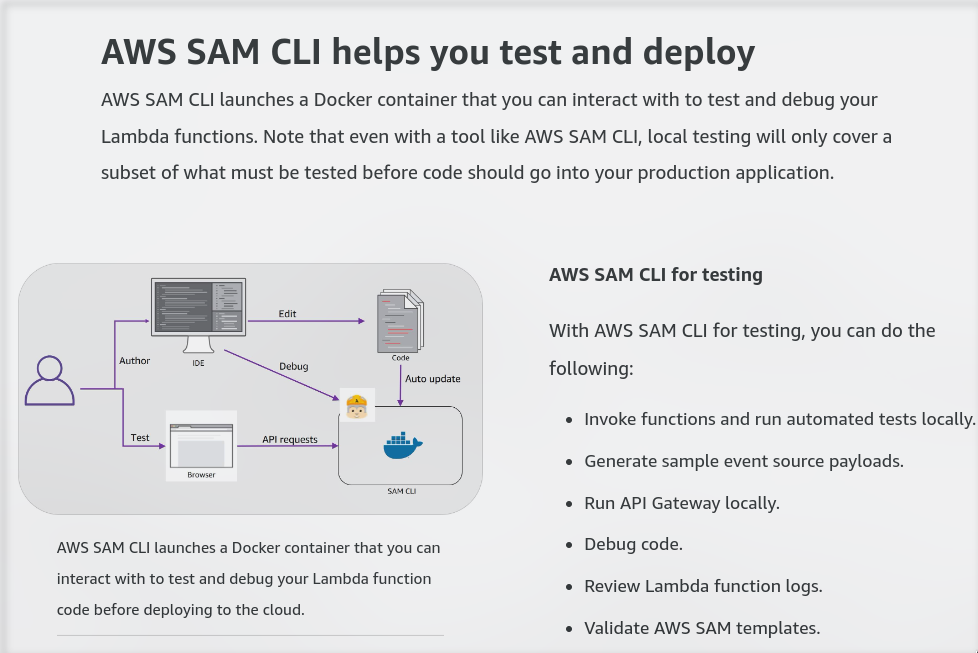 AWS SAM CLI helps you test and deploy
AWS SAM CLI launches a Docker container that you can interact with to test and debug your
Lambda functions. Note that even with a tool like AWS SAM CLI, local testing will only cover a
subset of what must be tested before code should go into your production application.
Edit
Author
IDE
Code
Debug
Auto update
Test
API requests
Browser
SAM CLI
AWS SAM CLI launches a Docker container that you can
interact with to test and debug your Lambda function
code before deploying to the cloud.
AWS SAM CLI for testing
With AWS SAM CLI for testing, you can do the
following:
• Invoke functions and run automated tests locally.
• Generate sample event source payloads.
• Run API Gateway locally.
• Debug code.
• Review Lambda function logs.
• Validate AWS SAM templates.